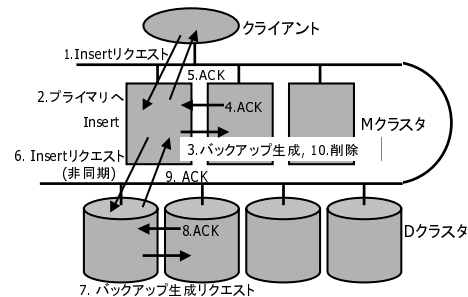 クライアント
1.Insertリクエスト
5.ACK
2.プライマリへ
Insert
4.ACK
Mクラスタ
3.バックアップ生成, 10.削除
6. Insertリクエスト
(非同期)
9. ACK
8.ACK
Dクラスタ
7. バックアップ生成リクエスト